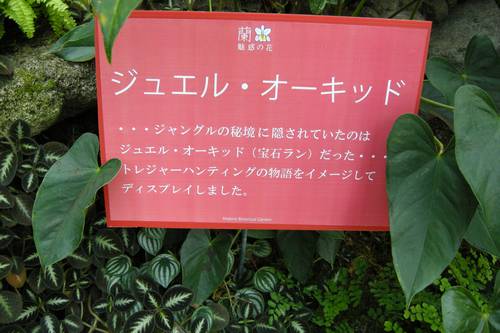 蘭
魅惑の花
ジュエル・オーキッド
・・・ジャングルの秘境に隠されていたのは
ジュエル・オーキッド（宝石ラン）だった・・・
トレジャーハンティングの物語をイメージして
ディスプレイしました。
Botanical Garden